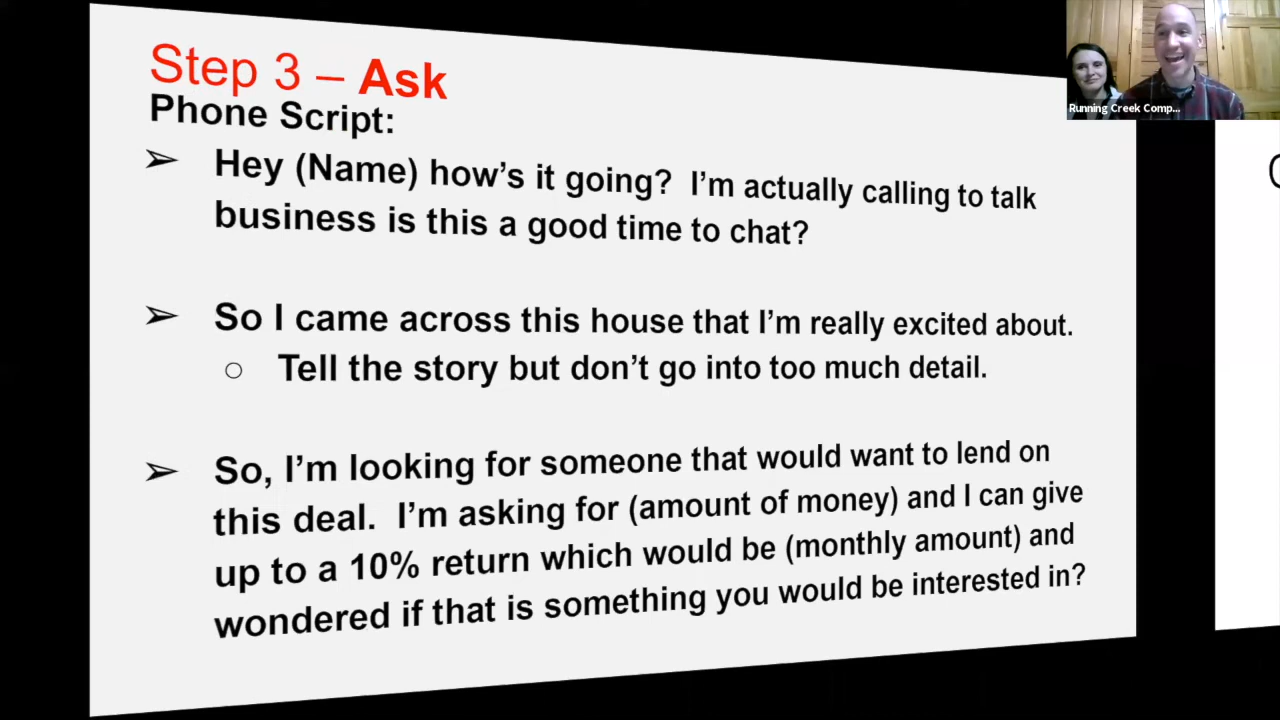 Step 3 – Ask
Phone Script:
➢ Hey (Name) how’s it going?  I’m actually calling to talk
business is this a good time to chat?
➢ So I came across this house that I’m really excited about.
○ Tell the story but don’t go into too much detail.
➢ So, I’m looking for someone that would want to lend on
this deal.  I’m asking for (amount of money) and I can give
up to a 10% return which would be (monthly amount) and
wondered if that is something you would be interested in?
Running Creek Comp...